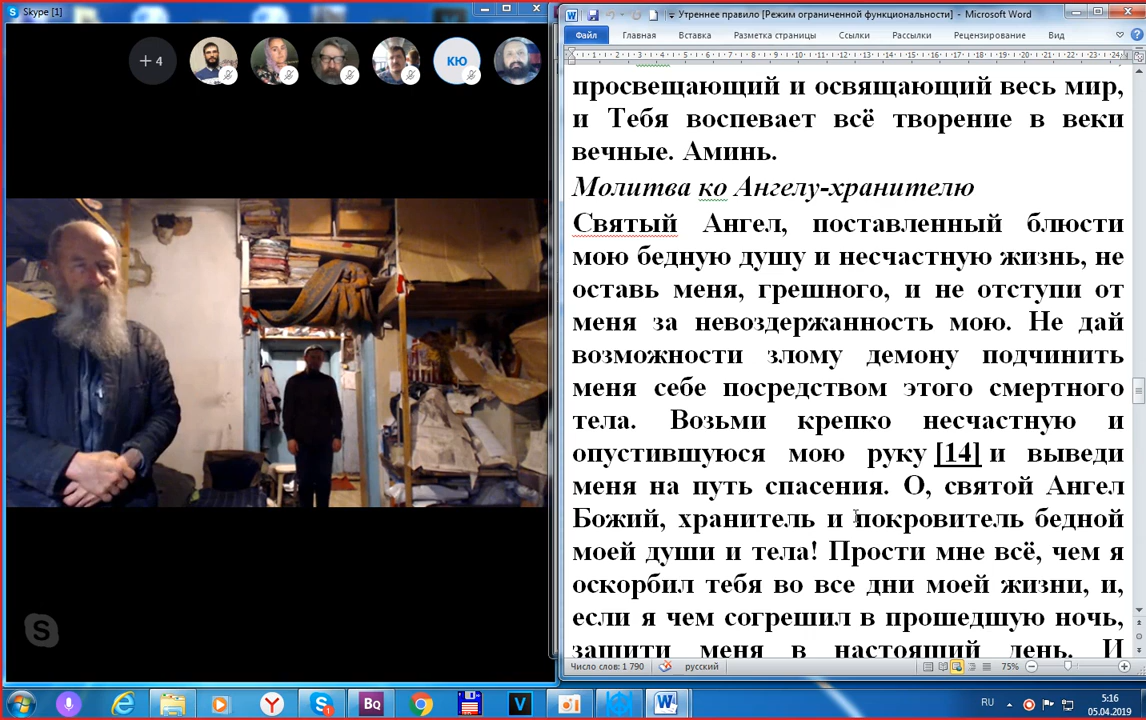 Skype [1]
+ 4
КЮ
Утреннее правило [Режим ограниченной функциональности] - Microsoft Word
Файл Главная Вставка Разметка страницы Ссылки Рассылки Рецензирование Вид
просвещающий и освящающий весь мир,
и Тебя воспевает всё творение в веки
вечные. Аминь.
Молитва ко Ангелу-хранителю
Святый Ангел, поставленный блюсти
мою бедную душу и несчастную жизнь, не
оставь меня, грешного, и не отступи от
меня за невоздержанность мою. Не дай
возможности злому демону подчинить
меня себе посредством этого смертного
тела. Возьми крепко несчастную и
опустившуюся мою руку [14] и выведи
меня на путь спасения. О, святой Ангел
Божий, хранитель и покровитель бедной
моей души и тела! Прости мне всё, чем я
оскорбил тебя во все дни моей жизни, и,
если я чем согрешил в прошедшую ночь,
защити меня в настоящий день. И
Число слов: 1 790 русский 75%
Bq
RU 5:16
05.04.2019